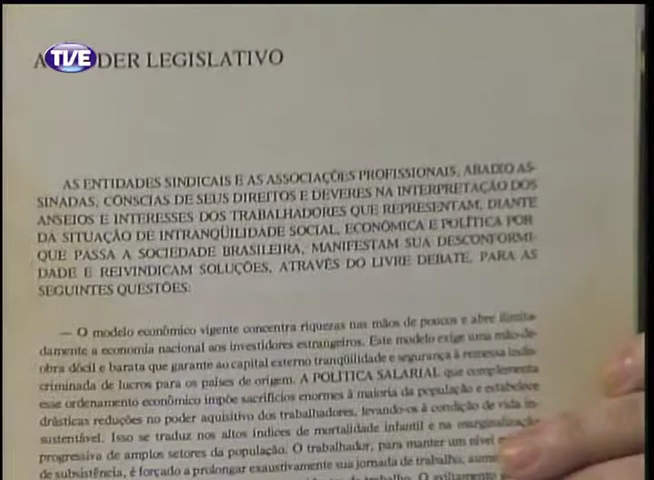 TVE
A DER LEGISLATIVO
AS ENTIDADES SINDICAIS E AS ASSOCIAÇÕES PROFISSIONAIS, ABAIXO AS-
SINADAS, CÔNSCIAS DE SEUS DIREITOS E DEVERES NA INTERPRETAÇÃO DOS
ANSEIOS E INTERESSES DOS TRABALHADORES QUE REPRESENTAM, DIANTE
DA SITUAÇÃO DE INTRANQÜILIDADE SOCIAL, ECONÔMICA E POLÍTICA POR
QUE PASSA A SOCIEDADE BRASILEIRA, MANIFESTAM SUA DESCONFORMI-
DADE E REIVINDICAM SOLUÇÕES, ATRAVÉS DO LIVRE DEBATE, PARA AS
SEGUINTES QUESTÕES:
— O modelo econômico vigente concentra riquezas nas mãos de poucos e abre ilimita-
damente a economia nacional aos investidores estrangeiros. Este modelo exige uma mão-de-
obra dócil e barata que garante ao capital externo tranqüilidade e segurança à remessa indis-
criminada de lucros para os países de origem. A POLÍTICA SALARIAL que complementa
esse ordenamento econômico impõe sacrifícios enormes à maioria da população e estabelece
drásticas reduções no poder aquisitivo dos trabalhadores, levando-os à condição de vida in-
sustentável. Isso se traduz nos altos índices de mortalidade infantil e na marginalização
progressiva de amplos setores da população. O trabalhador, para manter um nível
de subsistência, é forçado a prolongar exaustivamente sua jornada de trabalho,
de trabalho. O aviltamento